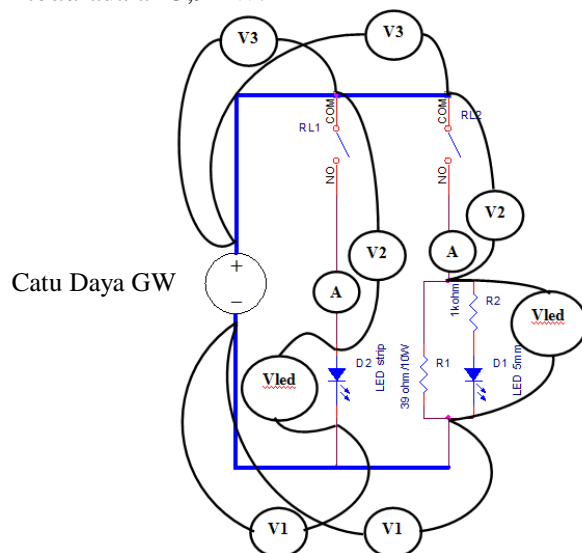 V3
V3
COM
COM
RL1
RL2
NO
NO
V2
V2
A
A
+
−
Catu Daya GW
1kohm
R2
Vled
Vled
D2
LED strip
39 ohm/10W
R1
D1
LED 5mm
V1
V1